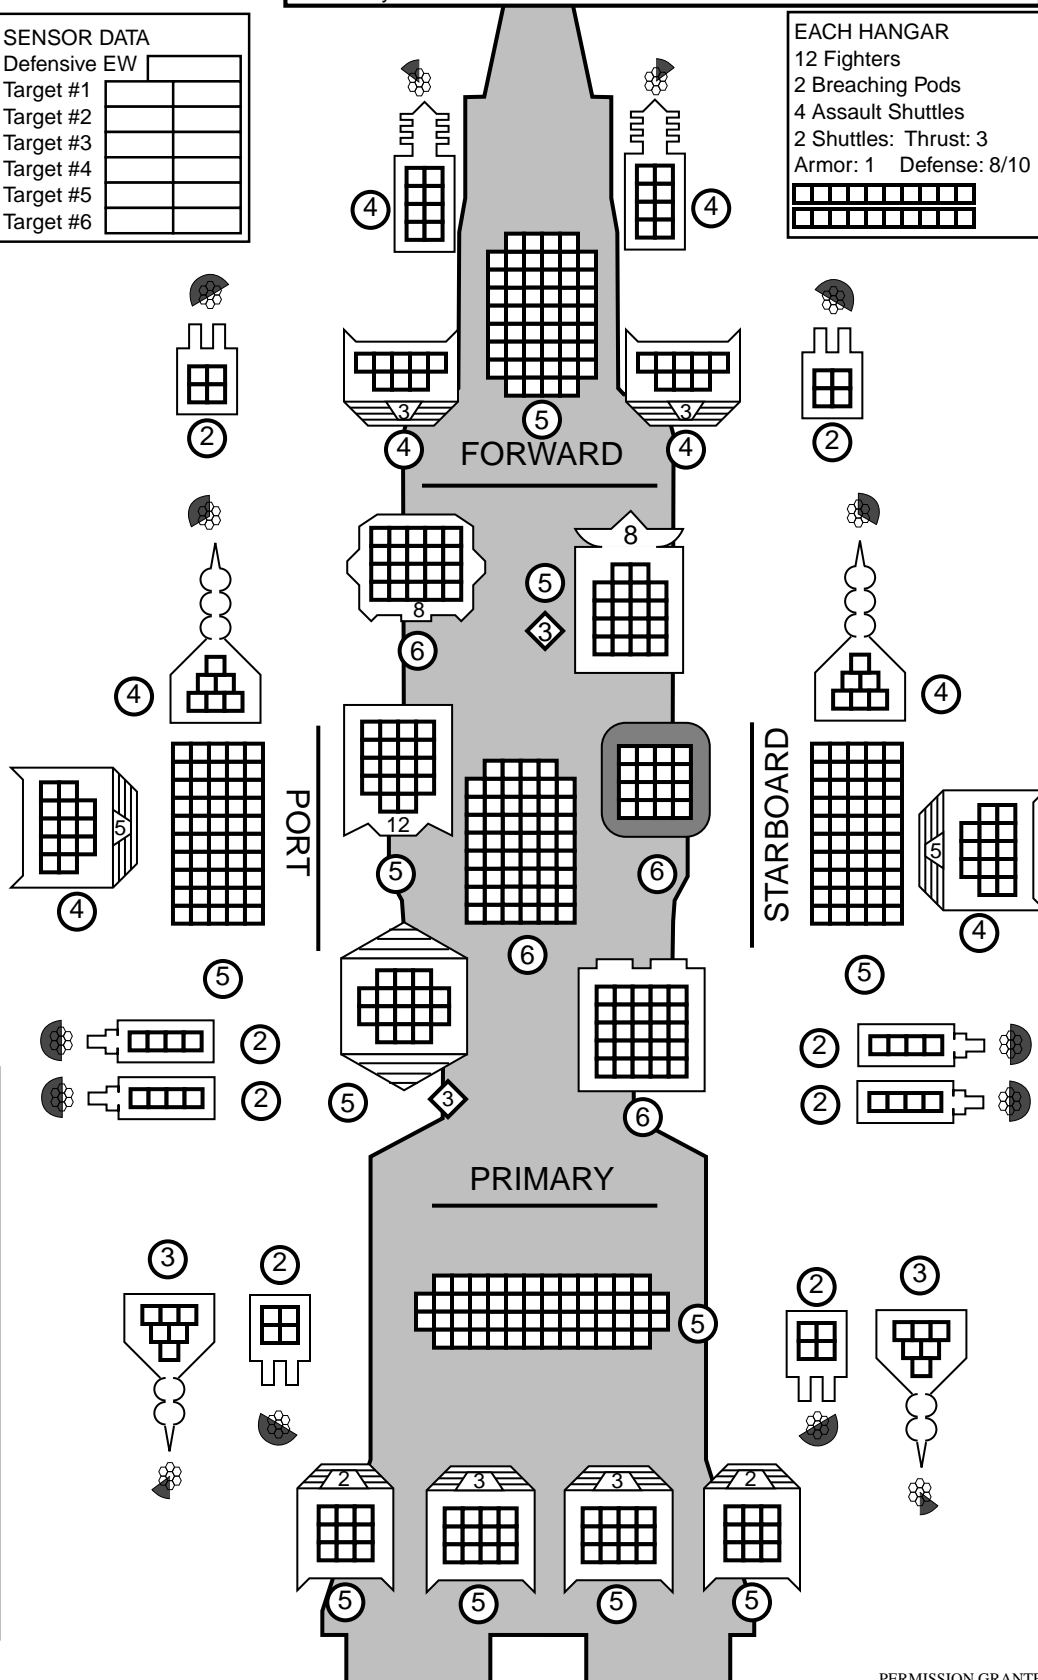 SENSOR DATA
Defensive EW
Target #1
Target #2
Target #3
Target #4
Target #5
Target #6
EACH HANGAR
12 Fighters
2 Breaching Pods
4 Assault Shuttles
2 Shuttles: Thrust: 3
Armor: 1 Defense: 8/10
4
4
3
3
2
4
5
4
2
FORWARD
8
8
5
3
6
4
4
PORT
STARBOARD
12
5
5
5
6
4
4
6
5
5
2
2
2
2
5
3
6
PRIMARY
3
2
2
3
5
2
3
3
2
5
5
5
5